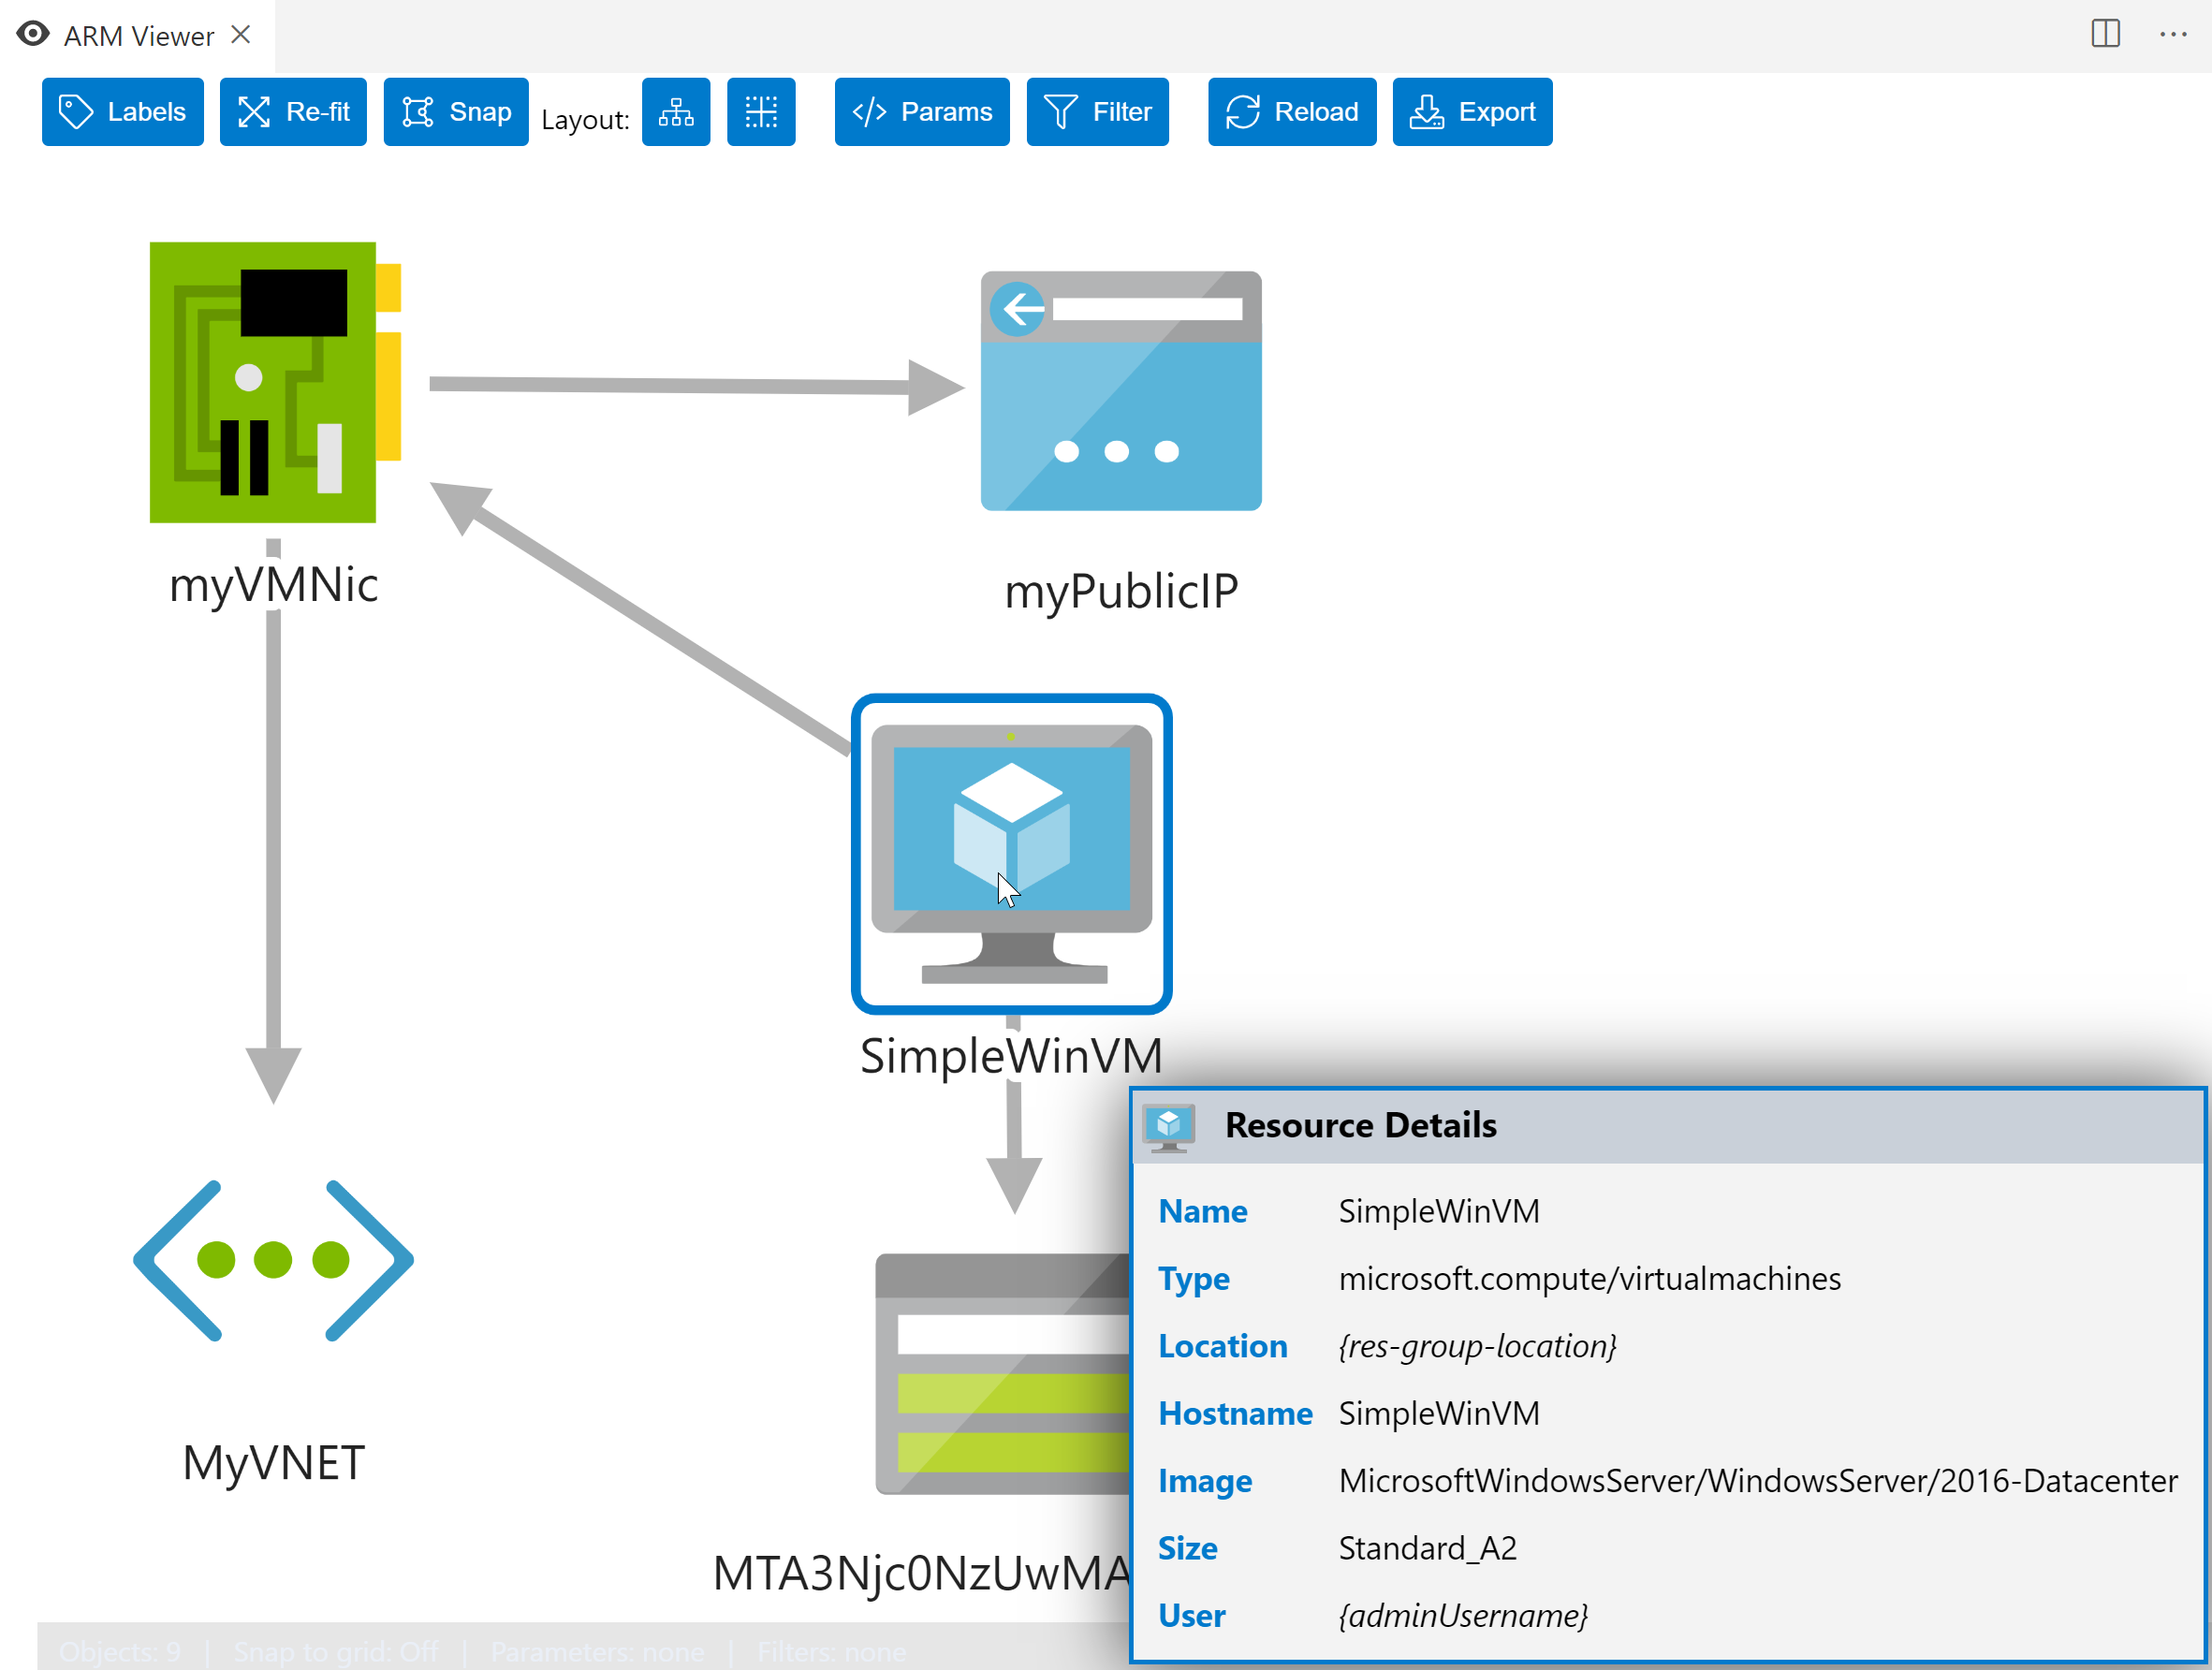 ARM Viewer
Labels Re-fit Snap Layout: Params Filter Reload Export
myVMNic
myPublicIP
SimpleWinVM
MyVNET
MTA3Njc0NzUwMA
Resource Details
Name SimpleWinVM
Type microsoft.compute/virtualmachines
Location {res-group-location}
Hostname SimpleWinVM
Image MicrosoftWindowsServer/WindowsServer/2016-Datacenter
Size Standard_A2
User {adminUsername}
Objects: 9 | Snap to grid: Off | Parameters: none | Filters: none